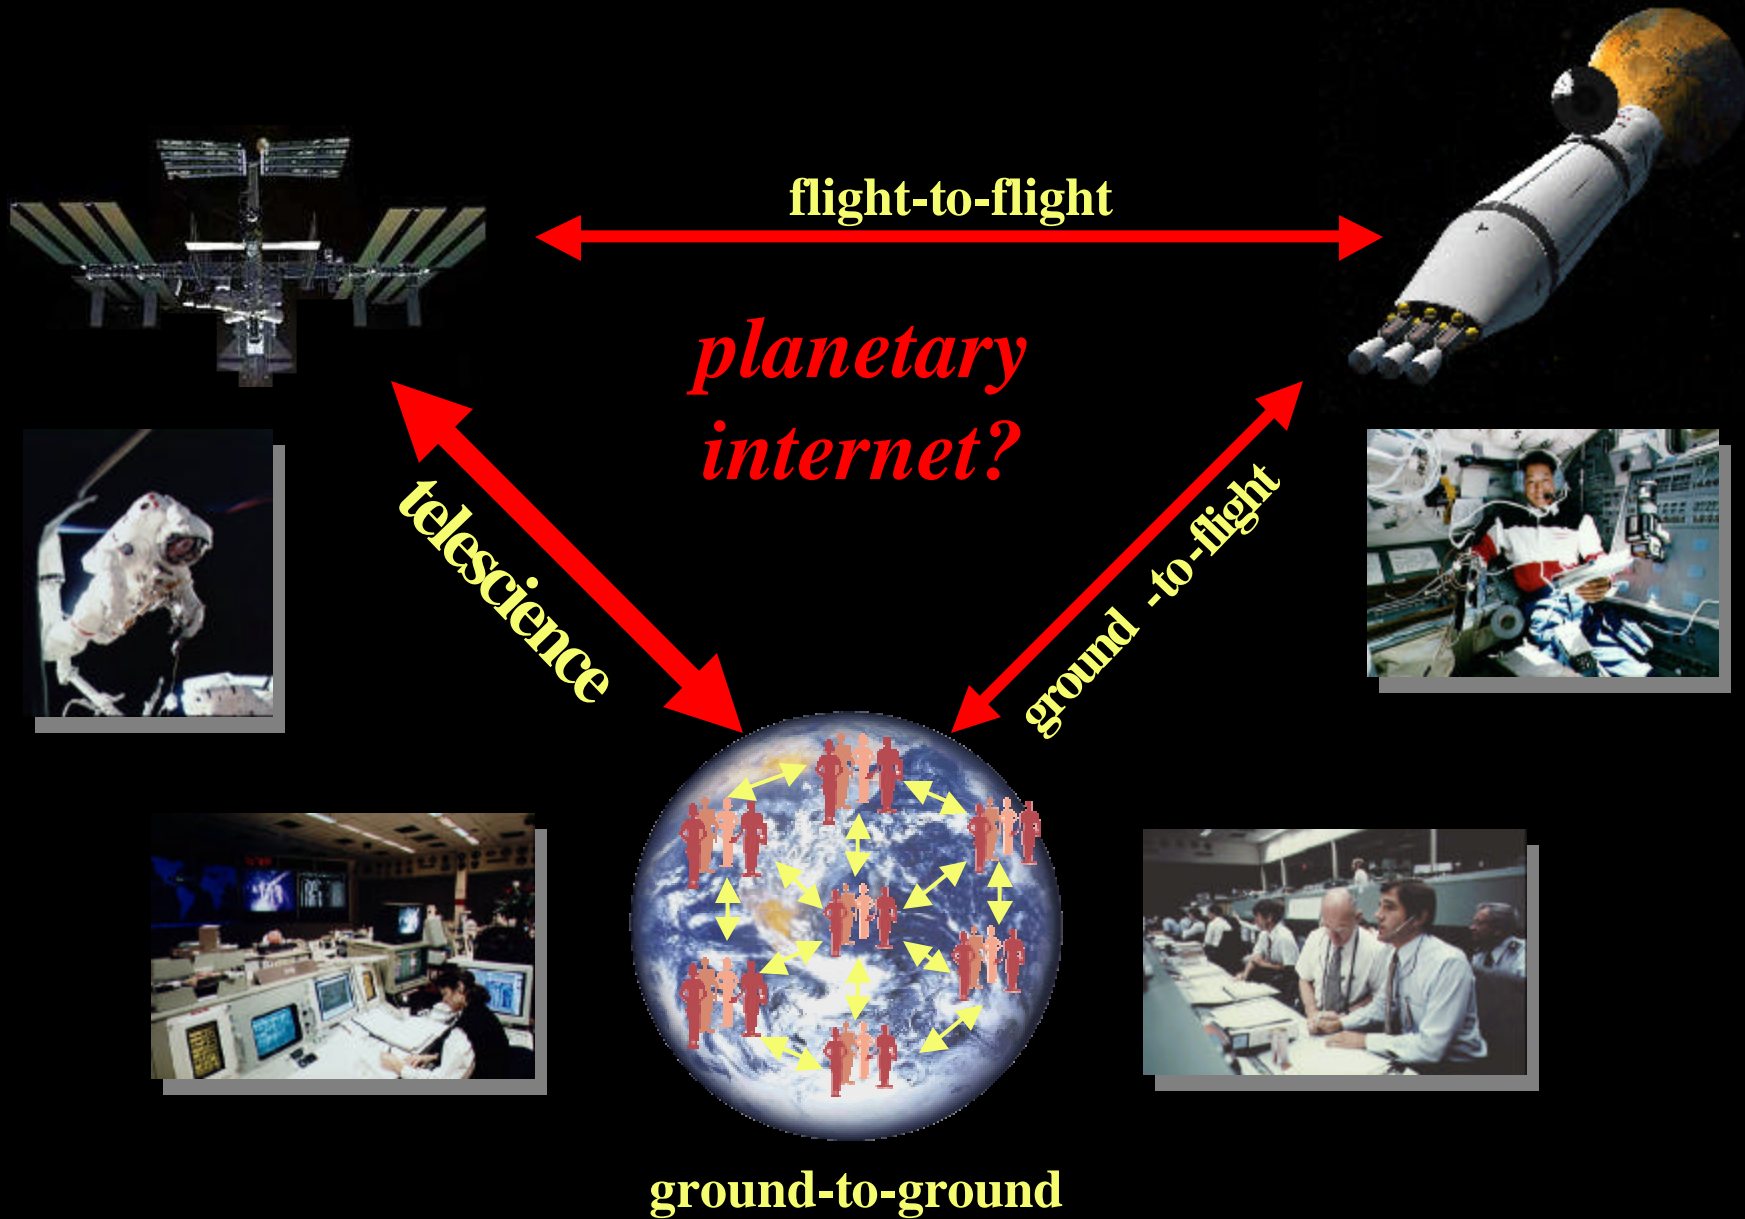 flight-to-flight
planetary
internet?
telescience
ground -to-flight
ground-to-ground